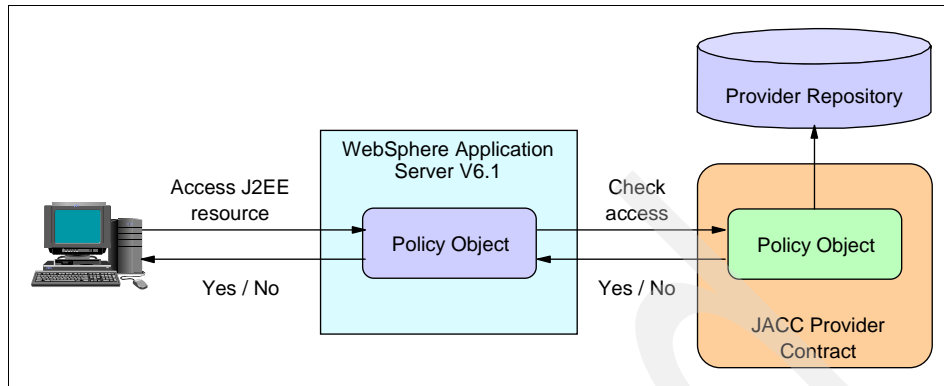 Provider Repository
WebSphere Application
Server V6.1
Access J2EE
resource
Check
access
Policy Object
Policy Object
Yes / No
Yes / No
JACC Provider
Contract